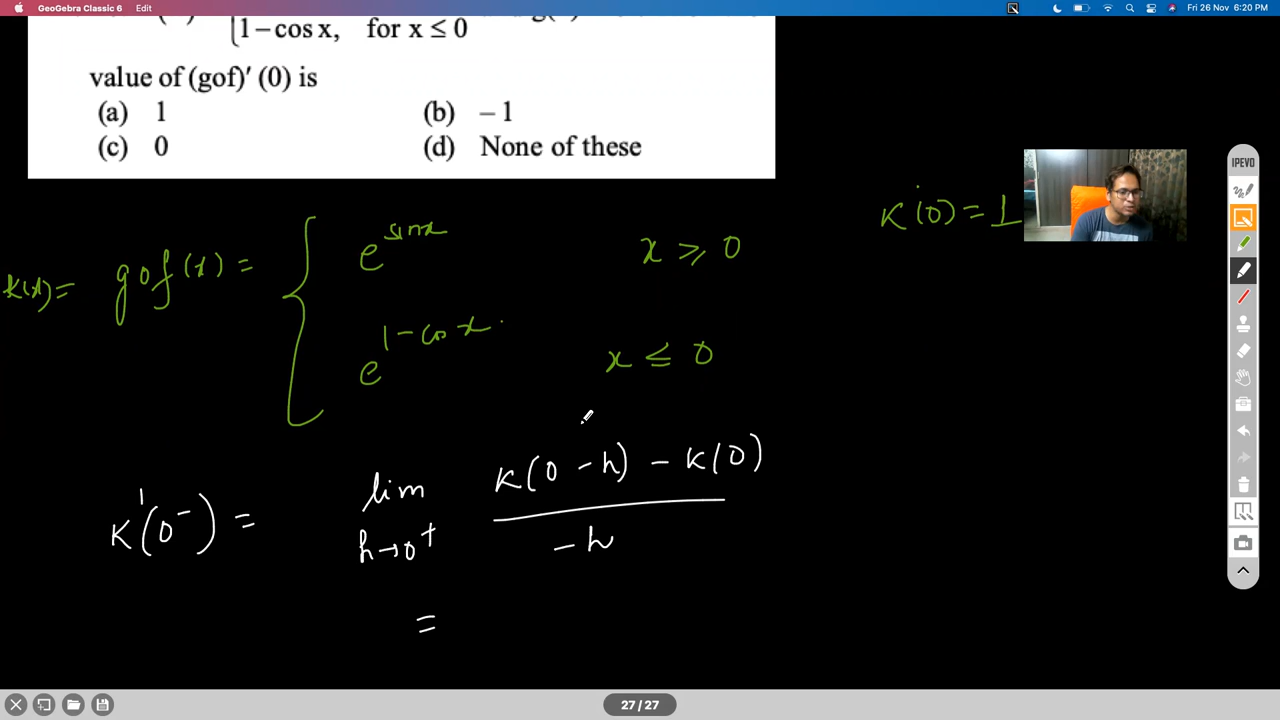 GeoGebra Classic 6 Edit Fri 26 Nov 6:20 PM
1 – cos x, for x ≤ 0
value of (gof)′ (0) is
(a) 1 (b) – 1
(c) 0 (d) None of these
IPEVO
K(0) = 1
K(x) = gof(x) = e^sinx x ⩾ 0
e^1-cos x. x ≤ 0
K'(0⁻) = lim h→0⁺ K(0-h) - K(0) / -h
=
27 / 27